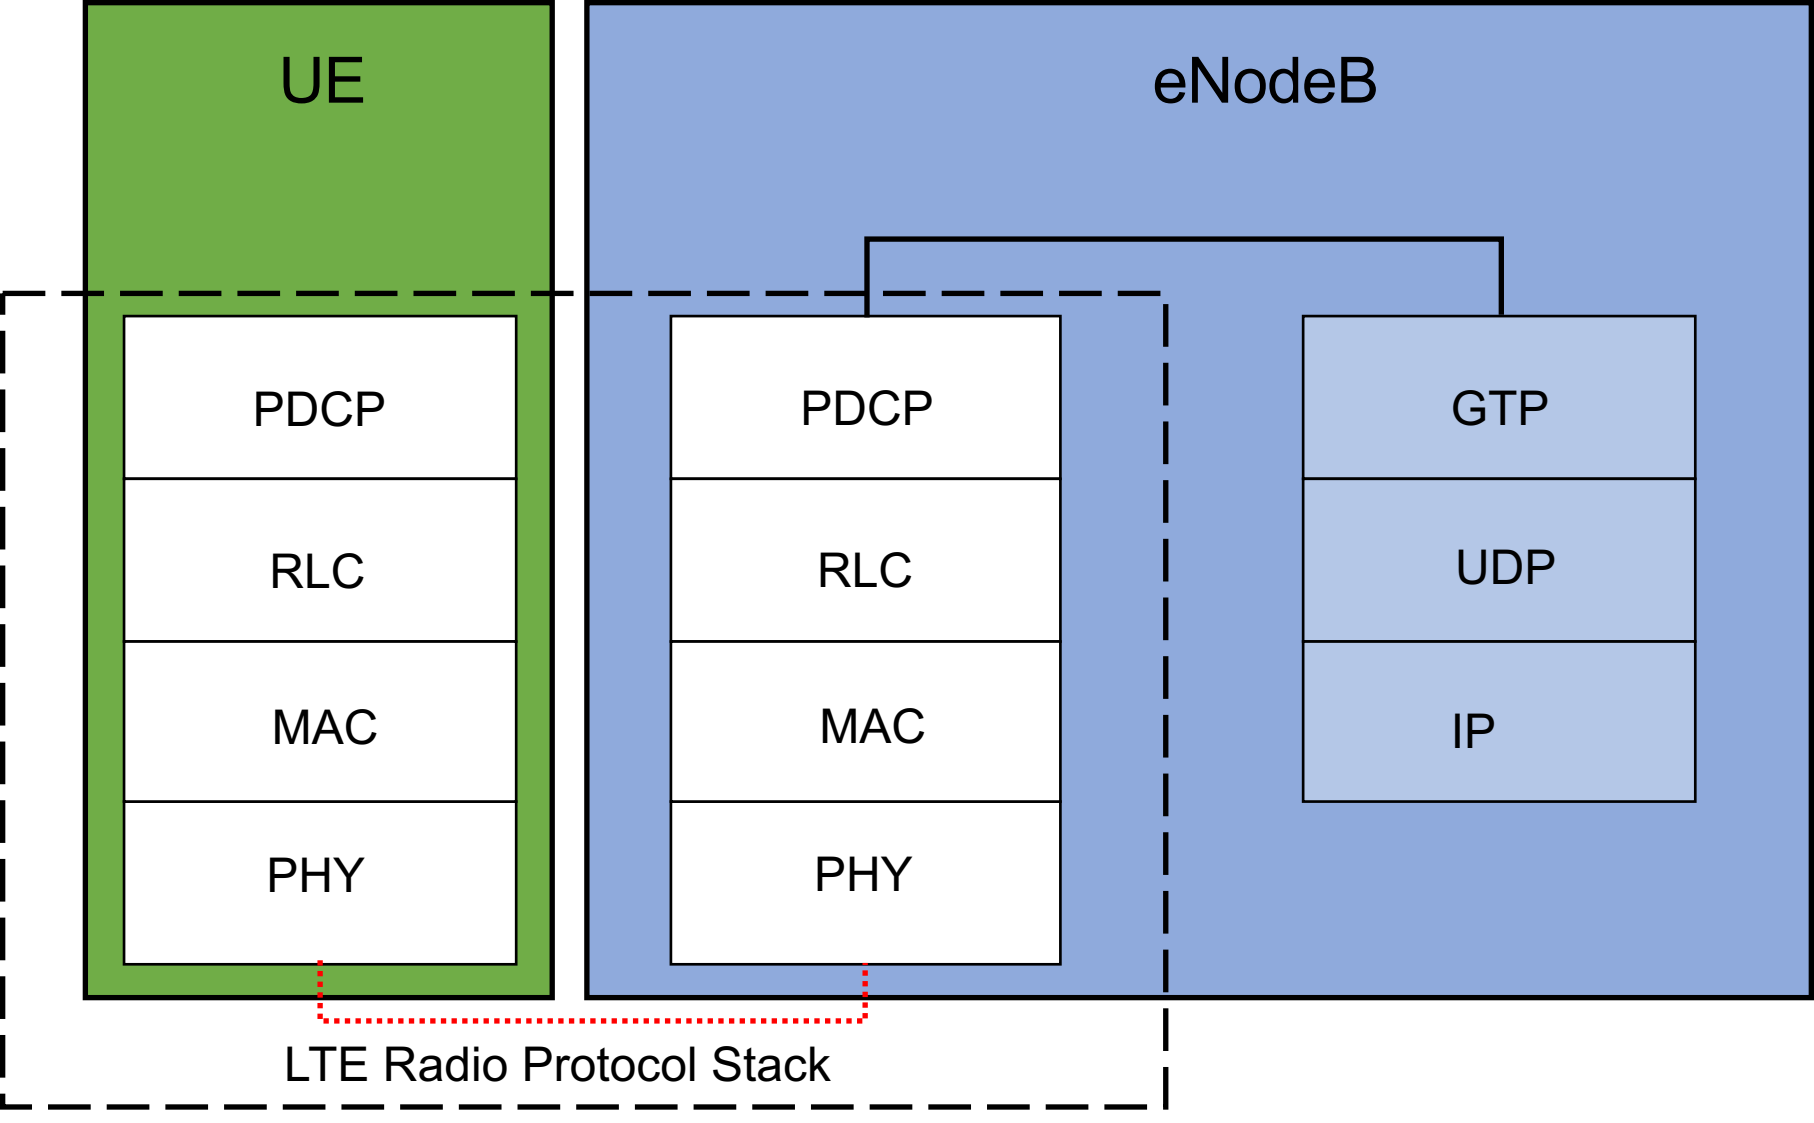 UE
eNodeB
PDCP
RLC
MAC
PHY
PDCP
RLC
MAC
PHY
GTP
UDP
IP
LTE Radio Protocol Stack